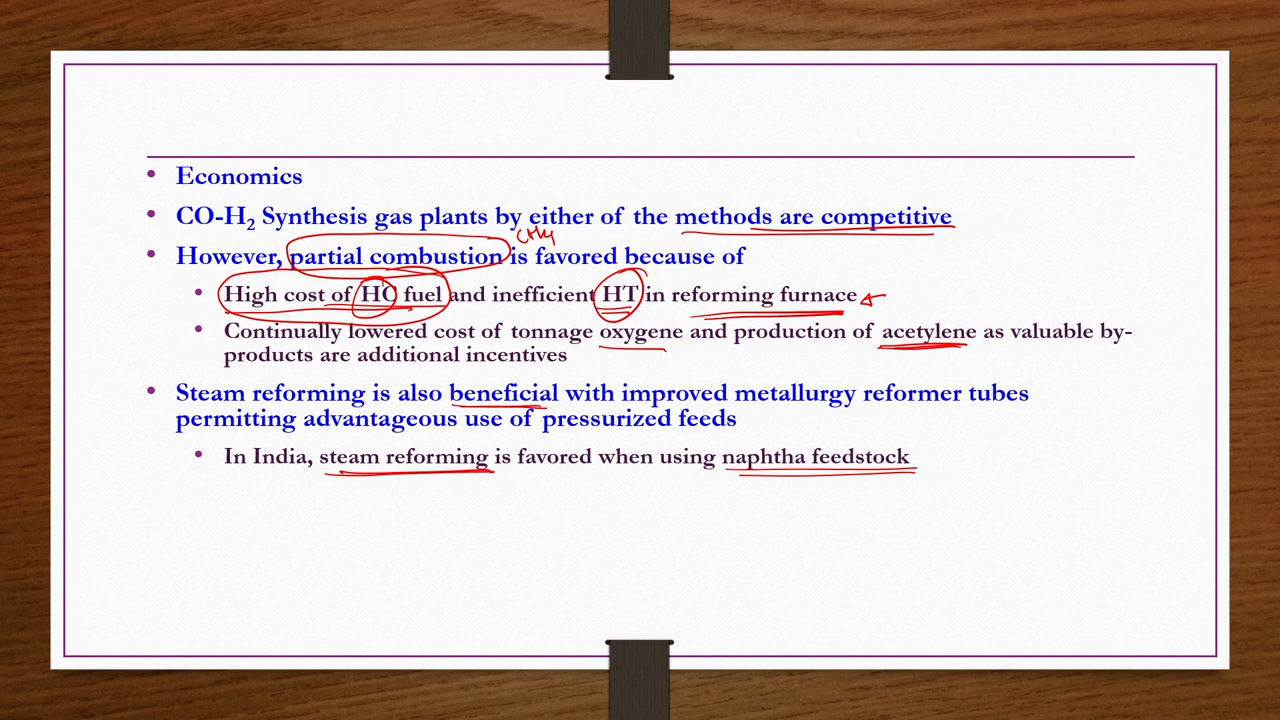 • Economics
• CO-H₂ Synthesis gas plants by either of the methods are competitive
CH4
• However, partial combustion is favored because of
• High cost of HC fuel and inefficient HT in reforming furnace
• Continually lowered cost of tonnage oxygene and production of acetylene as valuable by-
products are additional incentives
• Steam reforming is also beneficial with improved metallurgy reformer tubes
permitting advantageous use of pressurized feeds
• In India, steam reforming is favored when using naphtha feedstock